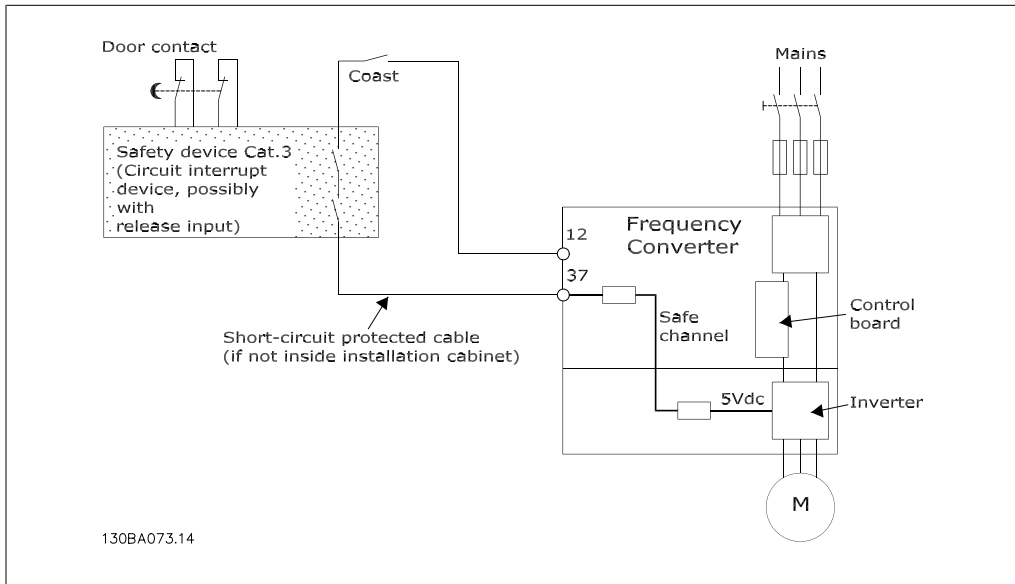 Door contact
Coast
Mains
Safety device Cat.3
(Circuit interrupt
device, possibly
with
release input)
Frequency
Converter
12
37
Safe
channel
Control
board
Short-circuit protected cable
(if not inside installation cabinet)
5Vdc
Inverter
M
130BA073.14